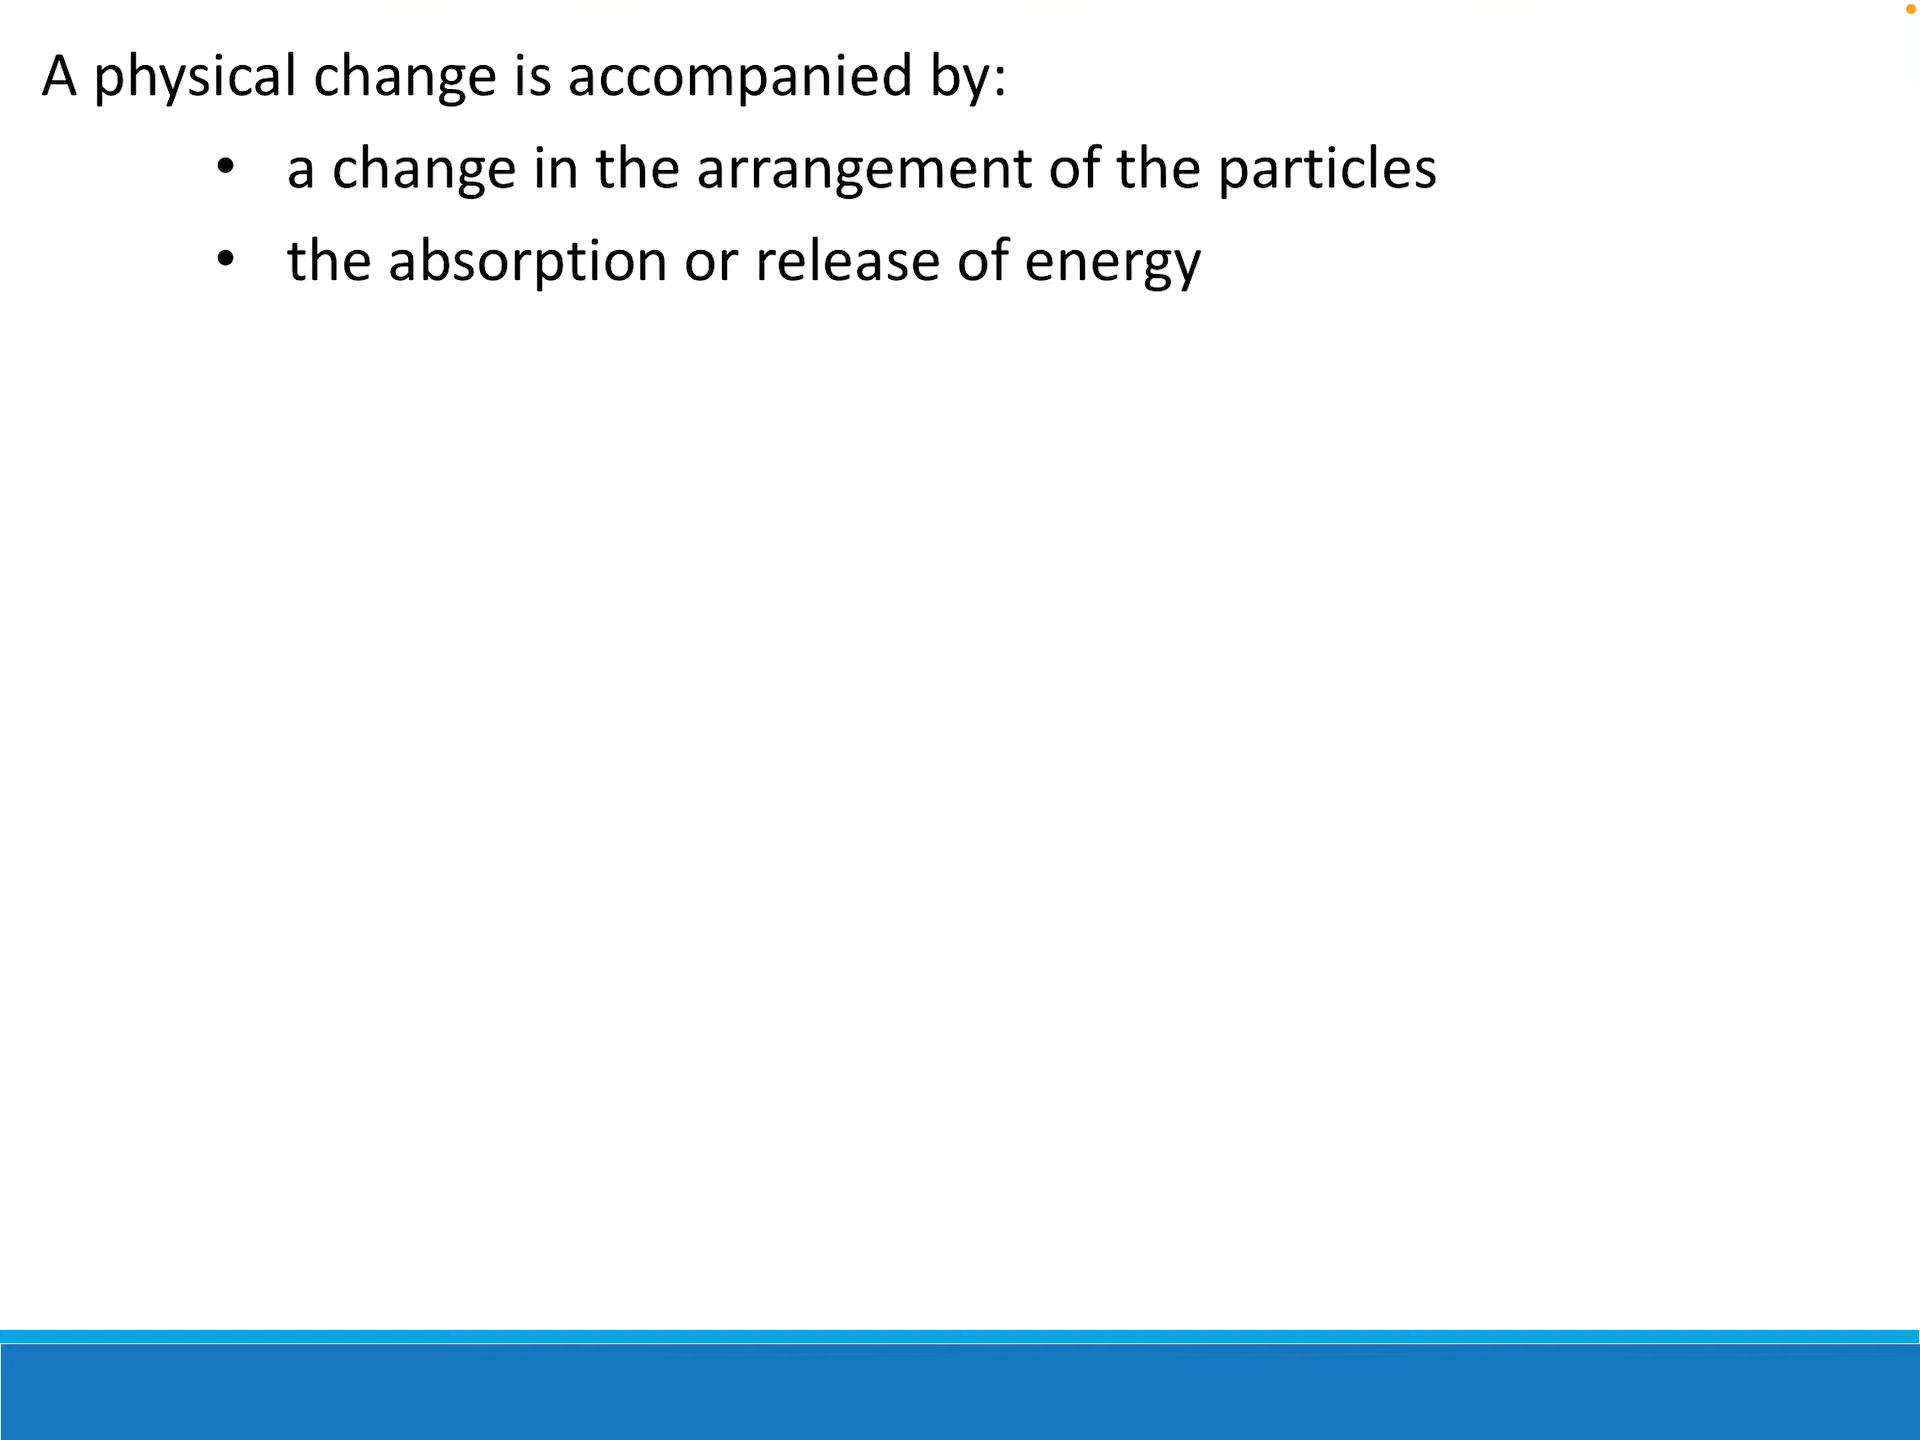 A physical change is accompanied by:
• a change in the arrangement of the particles
• the absorption or release of energy